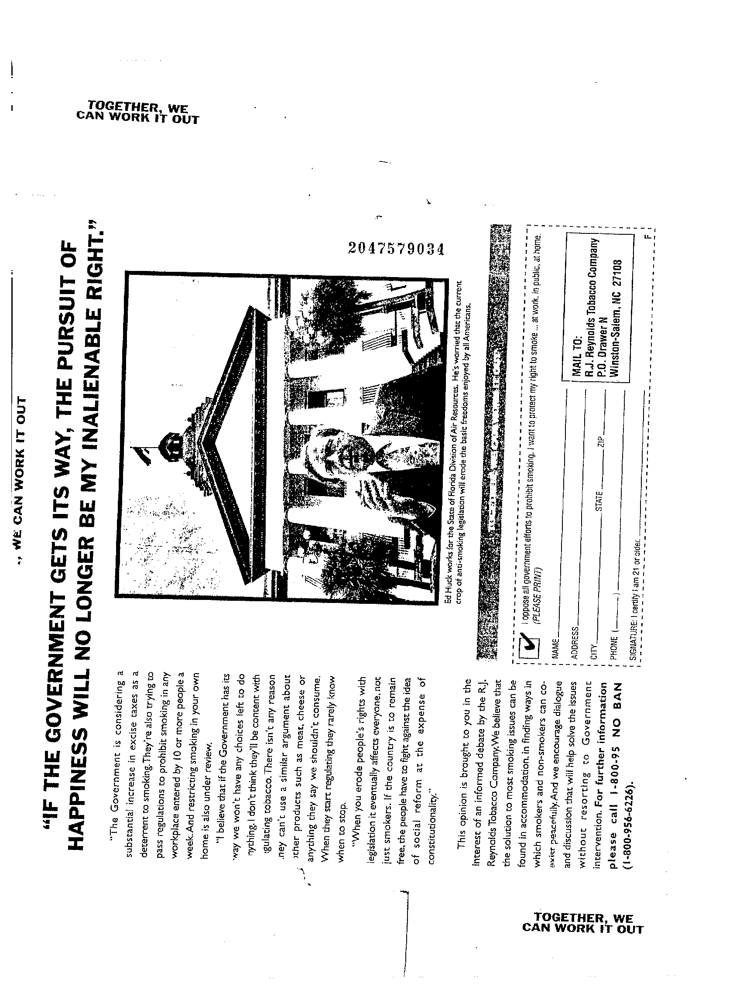 TOGETHER, WE
CAN WORK IT OUT
., WE CAN WORK IT OUT
“IF THE GOVERNMENT GETS ITS WAY, THE PURSUIT OF
HAPPINESS WILL NO LONGER BE MY INALIENABLE RIGHT.”
“The Government is considering a
substantial increase in excise taxes as a
deterrent to smoking. They're also trying to
pass regulations to prohibit smoking in any
workplace entered by 10 or more people a
week. And restricting smoking in your own
home is also under review.
“I believe that if the Government has its
way we won't have any choices left to do
nything. I don't think they'll be content with
gulating tobacco. There isn't any reason
ney can't use a similar argument about
other products such as meat, cheese or
anything they say we shouldn't consume.
When they start regulating they rarely know
when to stop.
“When you erode people's rights with
legislation it eventually affects everyone, not
just smokers. If the country is to remain
free, the people have to fight against the idea
of social reform at the expense of
constitutionality.”
This opinion is brought to you in the
interest of an informed debate by the R.J.
Reynolds Tobacco Company. We believe that
the solution to most smoking issues can be
found in accommodation, in finding ways in
which smokers and non-smokers can co-
exist peacefully. And we encourage dialogue
and discussion that will help solve the issues
without resorting to Government
intervention. For further information
please call 1-800-95 NO BAN
(1-800-956-6226).
2047579034
Ed Huck works for the State of Florida Division of Air Resources. He's worried that the current
crop of anti-smoking legislation will erode the basic freedoms enjoyed by all Americans.
I oppose all government efforts to prohibit smoking. I want to protect my right to smoke ... at work, in public, at home.
(PLEASE PRINT)
NAME
ADDRESS
CITY STATE ZIP
PHONE ( )
SIGNATURE: I certify I am 21 or older.
MAIL TO:
R.J. Reynolds Tobacco Company
P.O. Drawer N
Winston-Salem, NC 27108
F
TOGETHER, WE
CAN WORK IT OUT